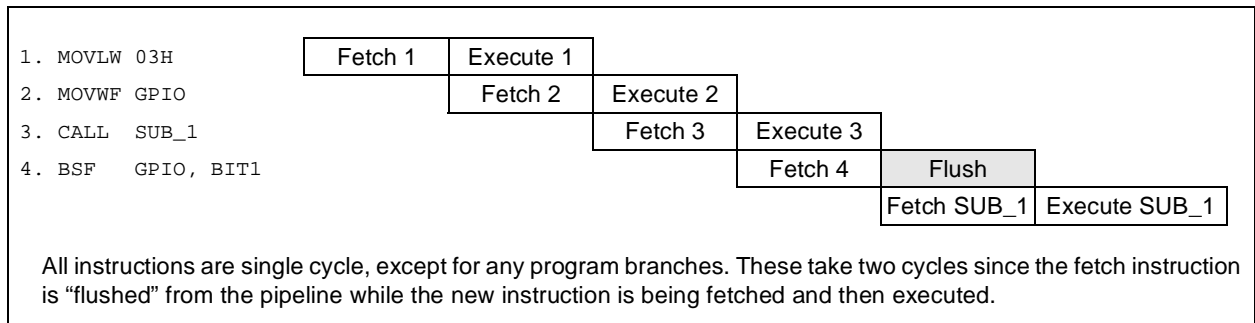 1. MOVLW 03H Fetch 1 Execute 1
2. MOVWF GPIO Fetch 2 Execute 2
3. CALL SUB_1 Fetch 3 Execute 3
4. BSF GPIO, BIT1 Fetch 4 Flush
Fetch SUB_1 Execute SUB_1
All instructions are single cycle, except for any program branches. These take two cycles since the fetch instruction
is “flushed” from the pipeline while the new instruction is being fetched and then executed.